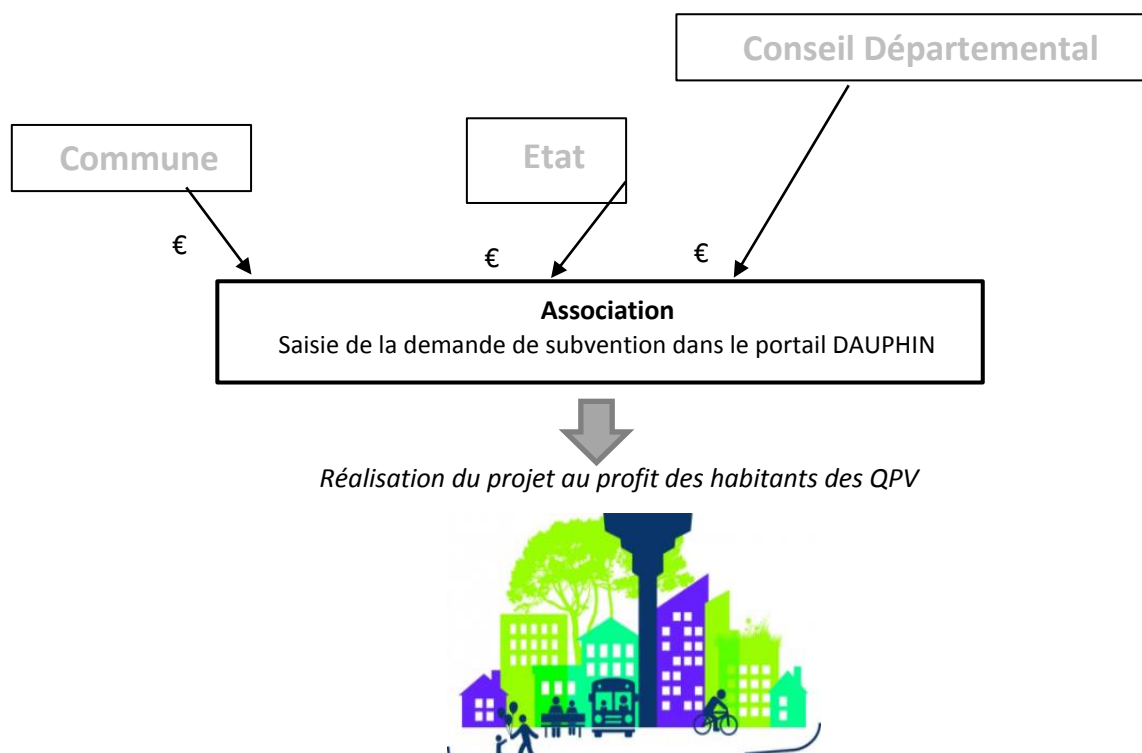 Conseil Départemental
Commune
Etat
€
€
€
Association
Saisie de la demande de subvention dans le portail DAUPHIN
Réalisation du projet au profit des habitants des QPV